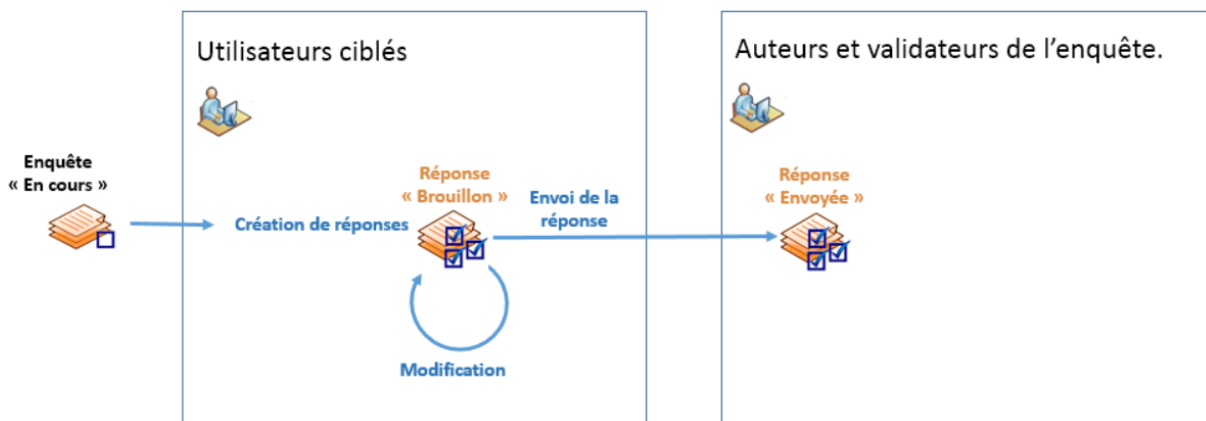 Utilisateurs ciblés
Auteurs et validateurs de l’enquête.
Enquête
« En cours »
Création de réponses
Réponse
« Brouillon »
Envoi de la
réponse
Modification
Réponse
« Envoyée »